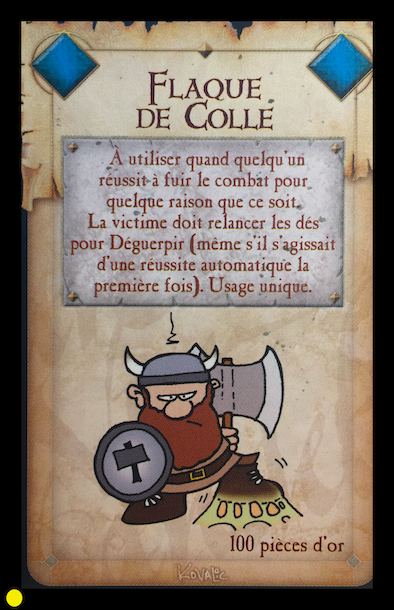 Flaque
de Colle
À utiliser quand quelqu'un
réussit à fuir le combat pour
quelque raison que ce soit.
La victime doit relancer les dés
pour Déguerpir (même s'il s'agissait
d'une réussite automatique la
première fois). Usage unique.
100 pièces d'or
Kovalic